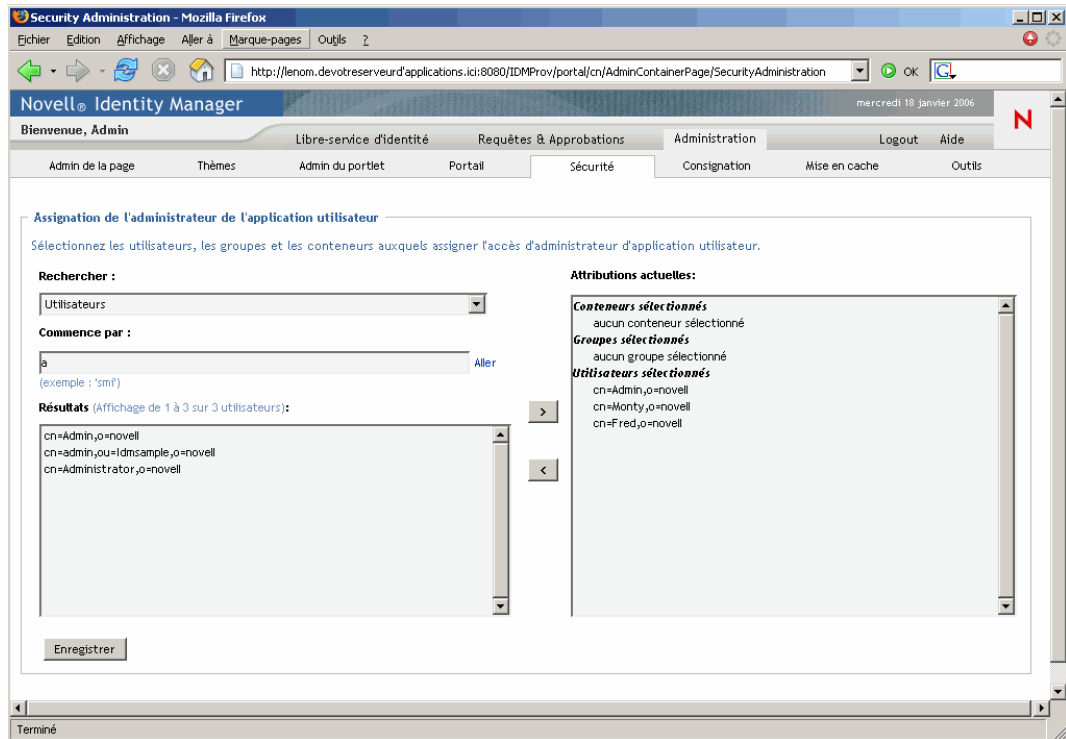 Security Administration - Mozilla Firefox
Fichier Edition Affichage Aller à Marque-pages Outils ?
http://lenom.devotreserveurd'applications.ici:8080/IDMProv/portal/cn/AdminContainerPage/SecurityAdministration OK G
Novell® Identity Manager mercredi 18 janvier 2006 N
Bienvenue, Admin
Libre-service d'identité Requêtes & Approbations Administration Logout Aide
Admin de la page Thèmes Admin du portlet Portail Sécurité Consignation Mise en cache Outils
Assignation de l'administrateur de l'application utilisateur
Sélectionnez les utilisateurs, les groupes et les conteneurs auxquels assigner l'accès d'administrateur d'application utilisateur.
Rechercher :
Utilisateurs
Commence par :
a Aller
(exemple : 'smi')
Résultats (Affichage de 1 à 3 sur 3 utilisateurs):
cn=Admin,o=novell
cn=admin,ou=Idmsample,o=novell
cn=Administrator,o=novell
>
<
Attributions actuelles:
Conteneurs sélectionnés
aucun conteneur sélectionné
Groupes sélectionnés
aucun groupe sélectionné
Utilisateurs sélectionnés
cn=Admin,o=novell
cn=Monty,o=novell
cn=Fred,o=novell
Enregistrer
Terminé